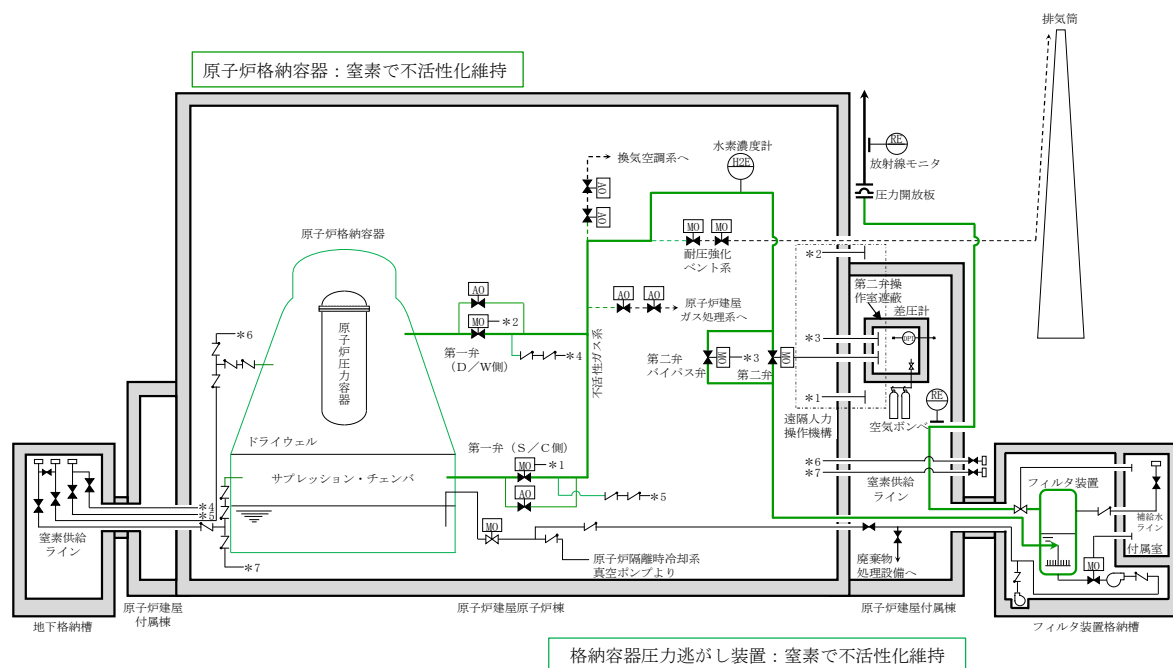 排気筒
原子炉格納容器：窒素で不活性化維持
水素濃度計
H2E
RE
放射線モニタ
換気空調系へ
AO
AO
圧力開放板
原子炉格納容器
MO
MO
耐圧強化
ベント系
＊2
第二弁操
作室遮蔽
差圧計
AO
MO
＊2
AO
AO
原子炉建屋
ガス処理系へ
＊6
第一弁
（D／W側）
＊4
不活性ガス系
原子炉圧力容器
第二弁
バイパス弁
MO
＊3
第二弁
MO
＊3
DPI
＊1
遠隔人力
操作機構
空気ボンベ
RE
ドライウェル
第一弁（S／C側）
MO
＊1
サプレッション・チェンバ
AO
＊5
＊6
＊7
窒素供給
ライン
フィルタ装置
＊4
＊5
窒素供給
ライン
MO
補給水
ライン
付属室
MO
＊7
原子炉隔離時冷却系
真空ポンプより
廃棄物
処理設備へ
原子炉建屋
付属棟
原子炉建屋原子炉棟
原子炉建屋付属棟
地下格納槽
フィルタ装置格納槽
格納容器圧力逃がし装置：窒素で不活性化維持